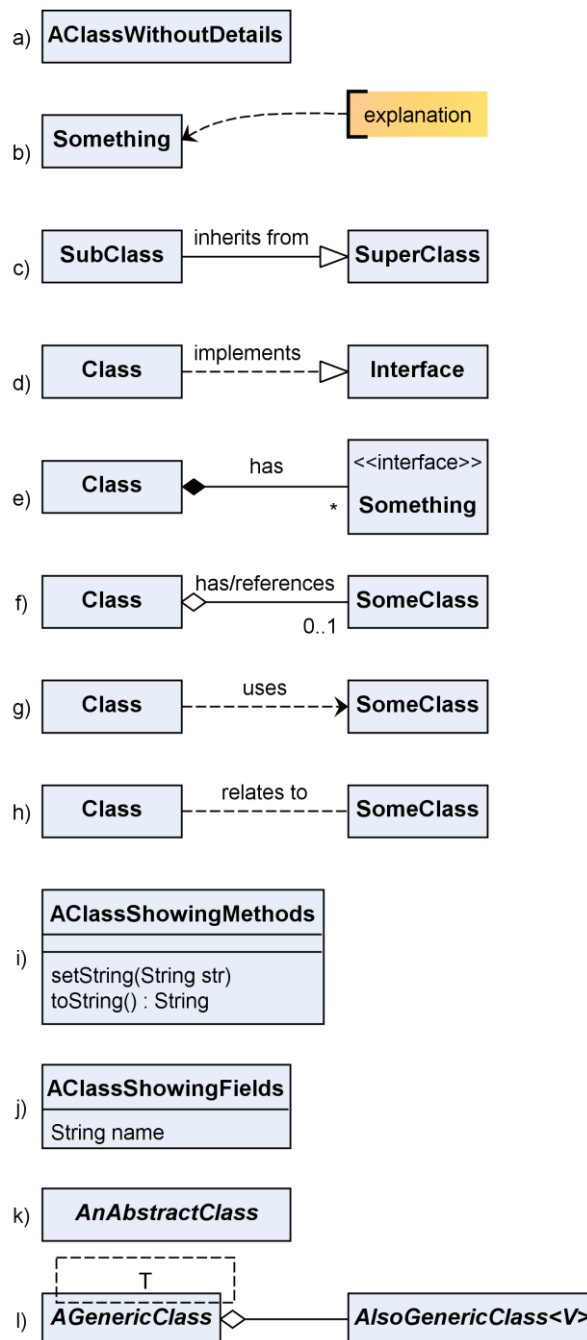 a) AClassWithoutDetails
explanation
b) Something
inherits from
c) SubClass SuperClass
implements
d) Class Interface
has <<interface>>
e) Class * Something
has/references
f) Class SomeClass
0..1
uses
g) Class SomeClass
relates to
h) Class SomeClass
AClassShowingMethods
i) setString(String str)
toString() : String
AClassShowingFields
j)
String name
k) AnAbstractClass
T
l) AGenericClass AlsoGenericClass<V>